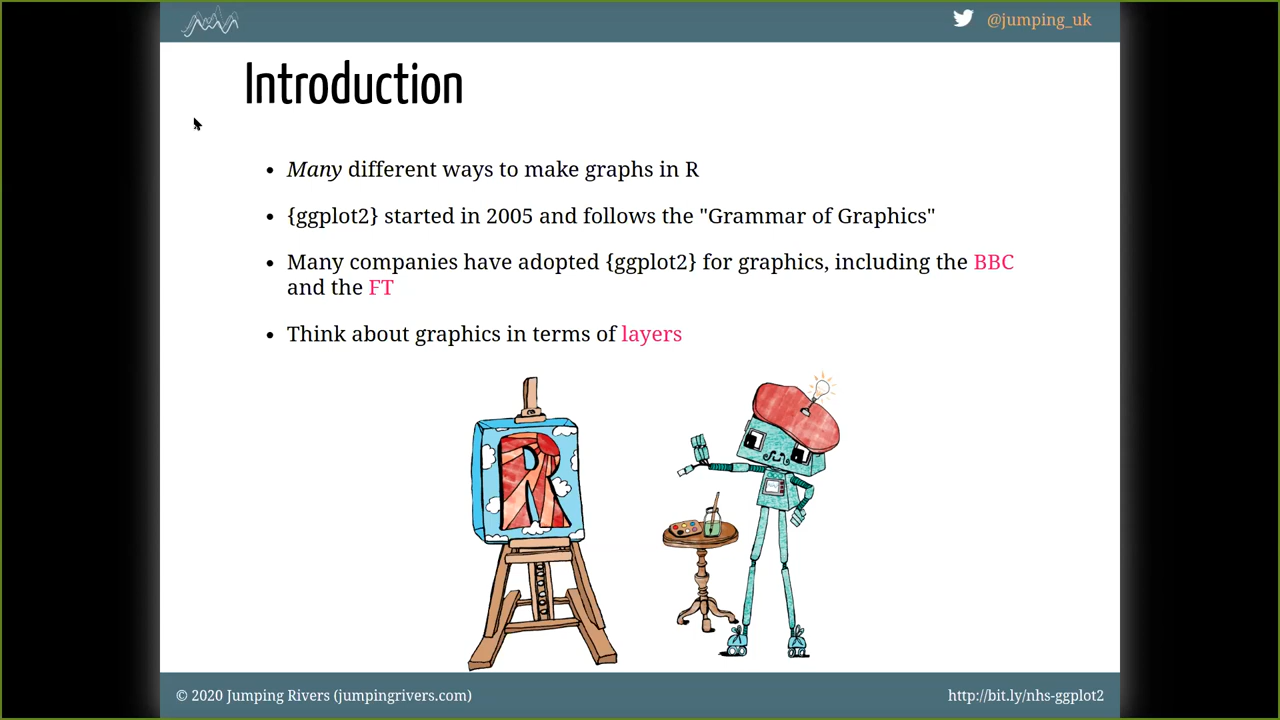 @jumping_uk
Introduction
• Many different ways to make graphs in R
• {ggplot2} started in 2005 and follows the "Grammar of Graphics"
• Many companies have adopted {ggplot2} for graphics, including the BBC
and the FT
• Think about graphics in terms of layers
R
© 2020 Jumping Rivers (jumpingrivers.com)
http://bit.ly/nhs-ggplot2